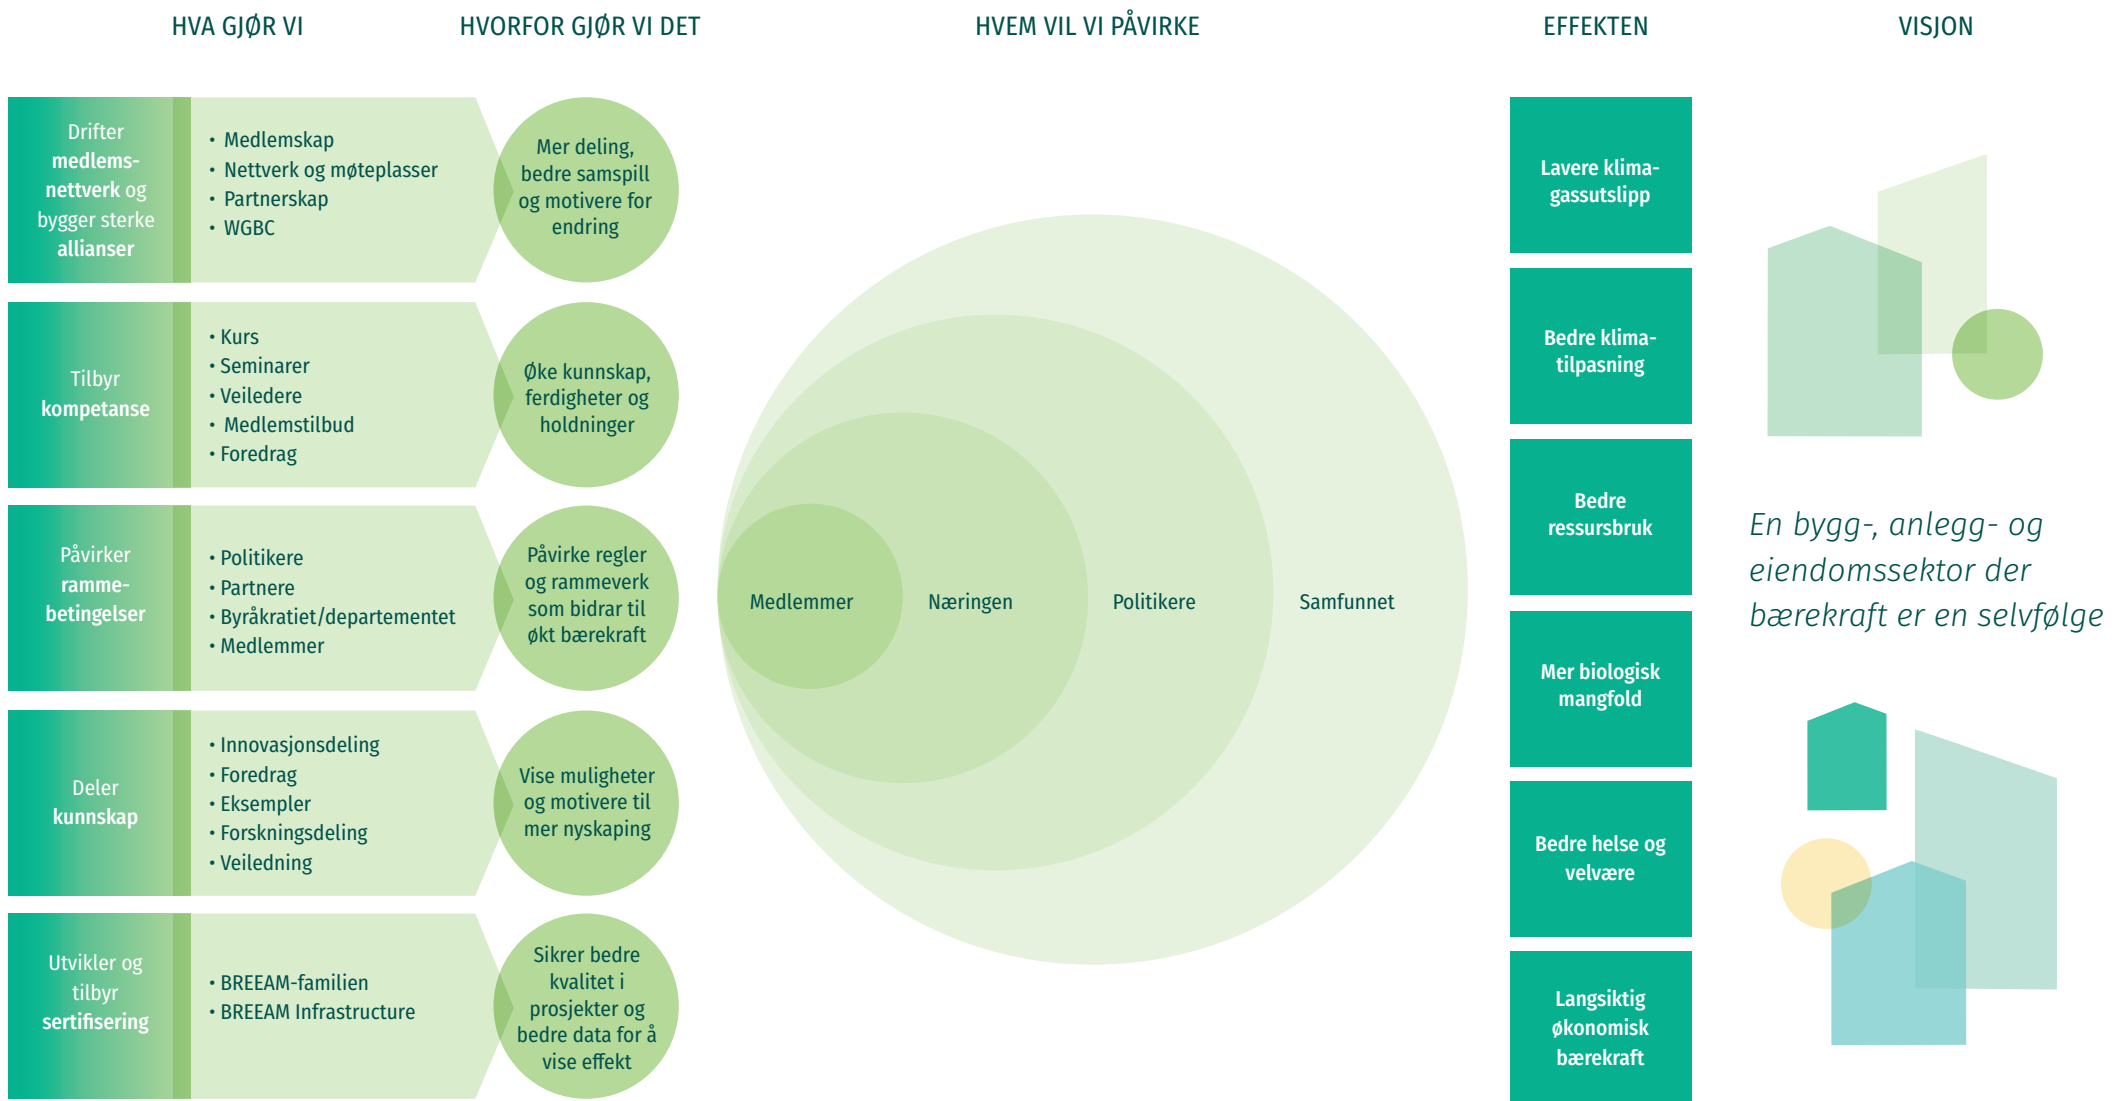 HVA GJØR VI
HVORFOR GJØR VI DET
HVEM VIL VI PÅVIRKE
EFFEKTEN
VISJON
Drifter
medlems-
nettverk og
bygger sterke
allianser
• Medlemskap
• Nettverk og møteplasser
• Partnerskap
• WGBC
Mer deling,
bedre samspill
og motivere for
endring
Tilbyr
kompetanse
• Kurs
• Seminarer
• Veiledere
• Medlemstilbud
• Foredrag
Øke kunnskap,
ferdigheter og
holdninger
Påvirker
ramme-
betingelser
• Politikere
• Partnere
• Byråkratiet/departementet
• Medlemmer
Påvirke regler
og rammeverk
som bidrar til
økt bærekraft
Deler
kunnskap
• Innovasjonsdeling
• Foredrag
• Eksempler
• Forskningsdeling
• Veiledning
Vise muligheter
og motivere til
mer nyskaping
Utvikler og
tilbyr
sertifisering
• BREEAM-familien
• BREEAM Infrastructure
Sikrer bedre
kvalitet i
prosjekter og
bedre data for å
vise effekt
Medlemmer
Næringen
Politikere
Samfunnet
Lavere klima-
gassutslipp
Bedre klima-
tilpasning
Bedre
ressursbruk
Mer biologisk
mangfold
Bedre helse og
velvære
Langsiktig
økonomisk
bærekraft
En bygg-, anlegg- og
eiendomssektor der
bærekraft er en selvfølge